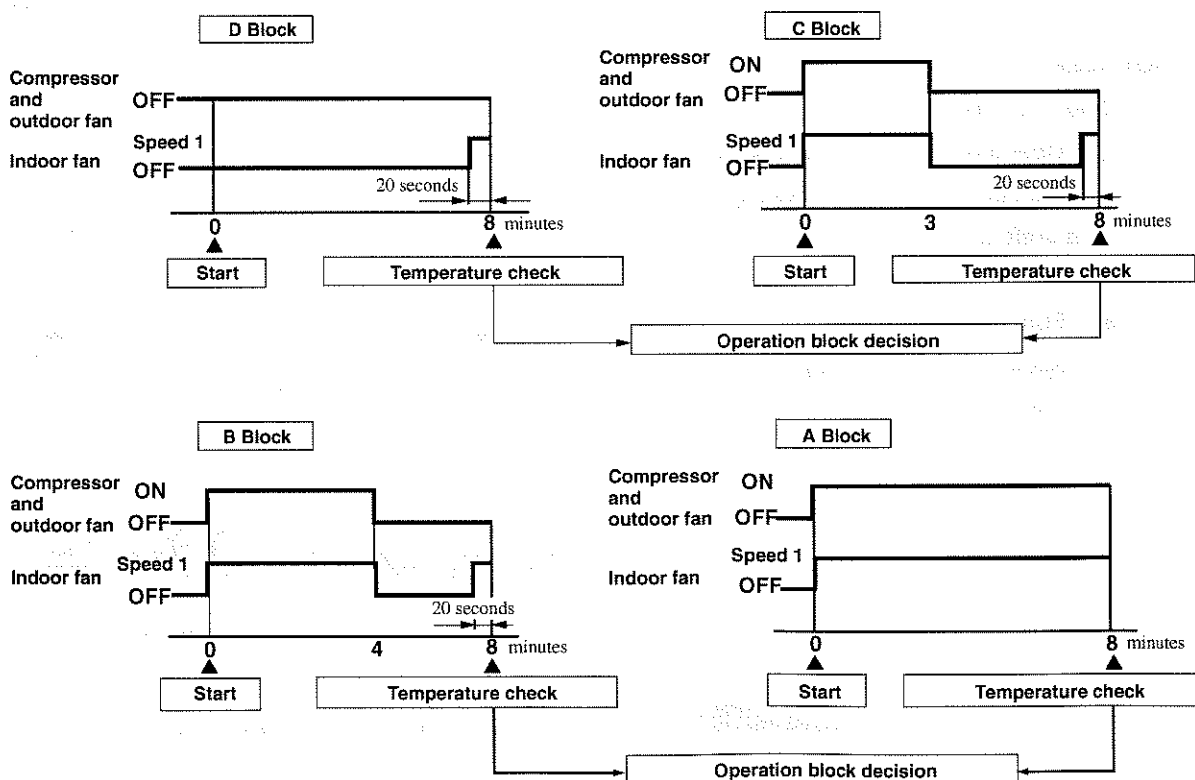 D Block
Compressor
and
outdoor fan
OFF
Speed 1
Indoor fan
OFF
20 seconds
0
8 minutes
Start
Temperature check
C Block
Compressor
and
outdoor fan
ON
OFF
Speed 1
Indoor fan
OFF
20 seconds
0
3
8 minutes
Start
Temperature check
Operation block decision
B Block
Compressor
and
outdoor fan
ON
OFF
Speed 1
Indoor fan
OFF
20 seconds
0
4
8 minutes
Start
Temperature check
A Block
Compressor
and
outdoor fan
ON
OFF
Speed 1
Indoor fan
OFF
0
8 minutes
Start
Temperature check
Operation block decision